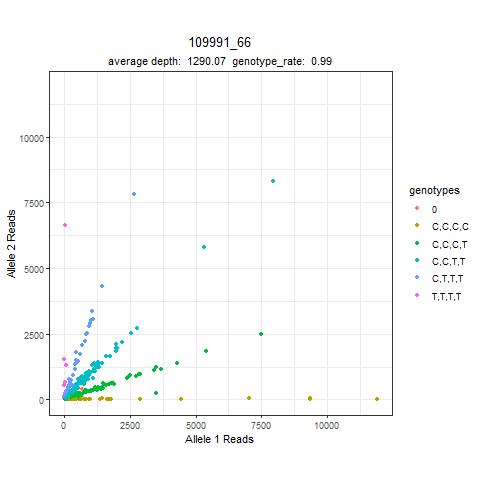 109991_66
average depth: 1290.07 genotype_rate: 0.99
10000
7500
5000
2500
0
Allele 2 Reads
0
2500
5000
7500
10000
Allele 1 Reads
genotypes
0
C,C,C,C
C,C,C,T
C,C,T,T
C,T,T,T
T,T,T,T